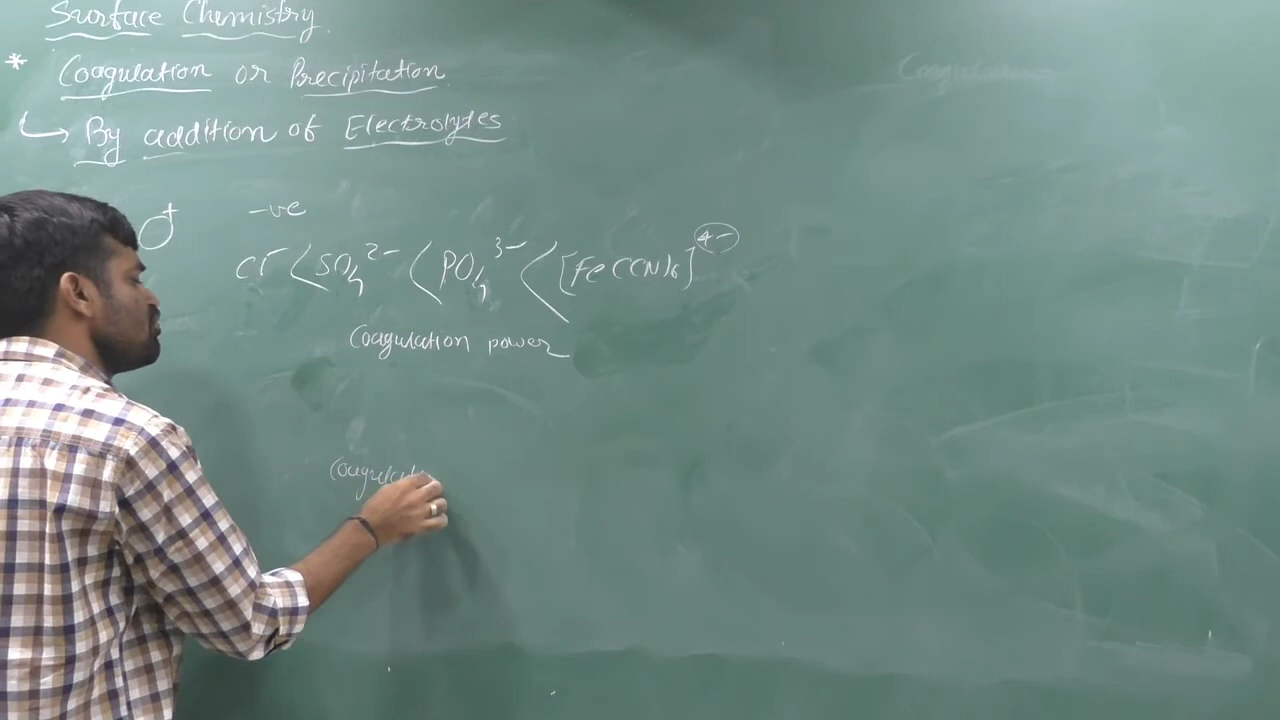 Surface Chemistry.
* Coagulation or Precipitation
↳ By addition of Electrolytes
+
-ve
Cl⁻ < SO₄²⁻ < PO₄³⁻ < [Fe(CN)₆]⁴⁻
Coagulation power